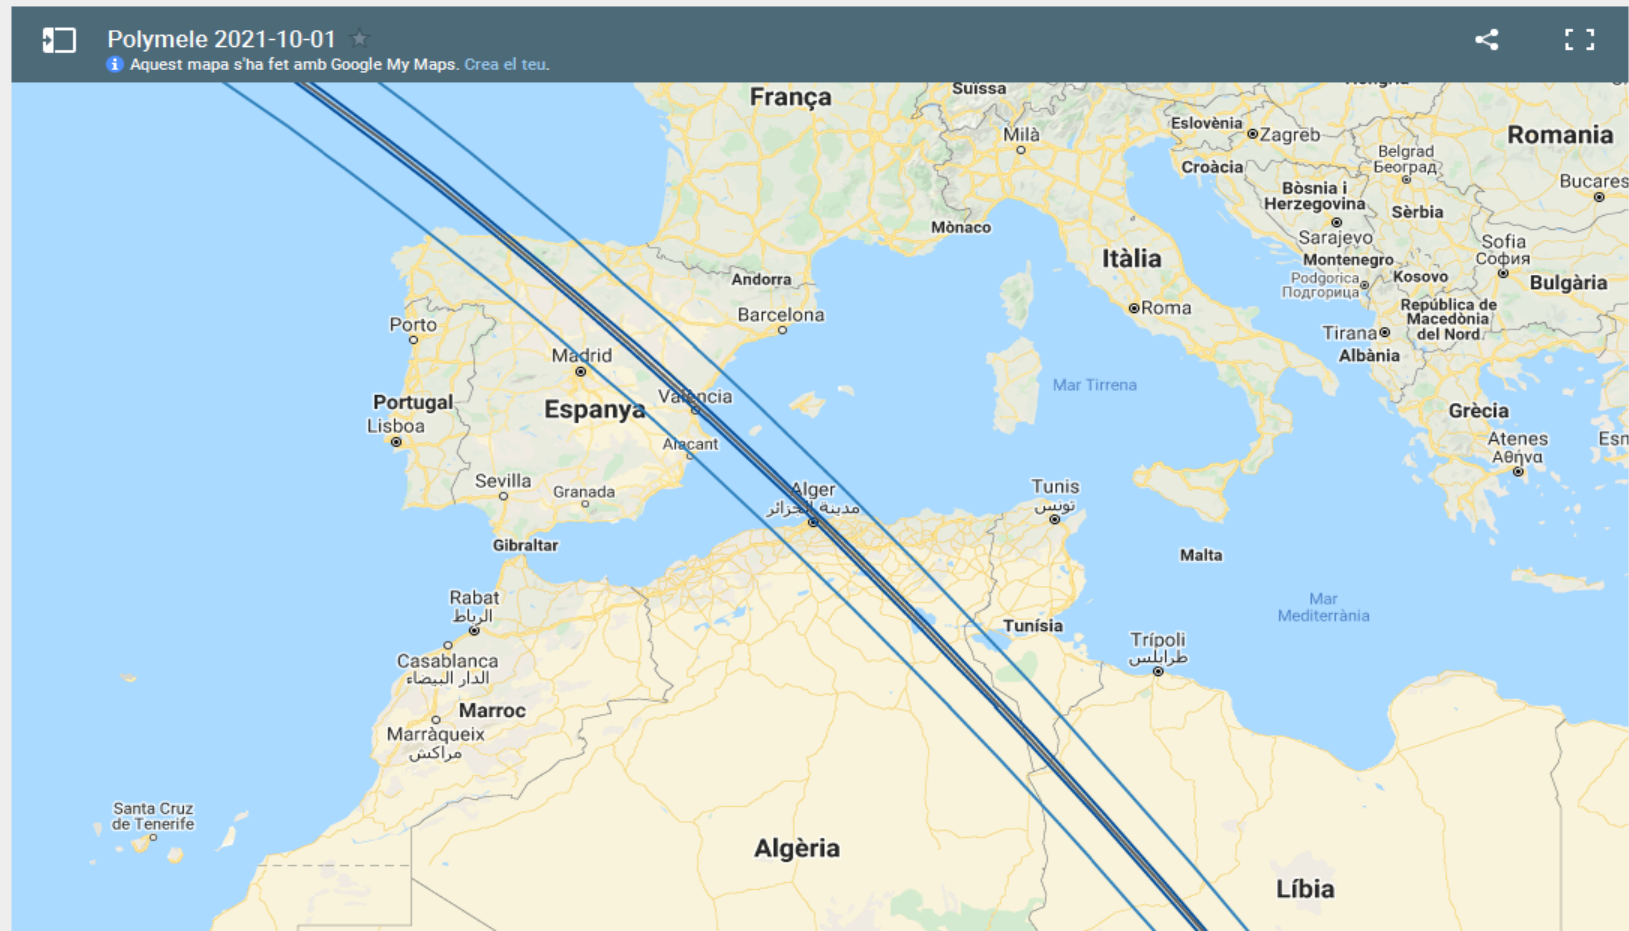 Polymele 2021-10-01
Aquest mapa s'ha fet amb Google My Maps. Crea el teu.
França
Suïssa
Milà
Eslovènia
Zagreb
Croàcia
Romania
Belgrad
Београд
Bòsnia i
Herzegovina
Sèrbia
Bucares
Mònaco
Sarajevo
Montenegro
Sofia
София
Itàlia
Andorra
Podgorica
Подгорица
Kosovo
Bulgària
Barcelona
Roma
República de
Macedònia
del Nord
Porto
Tirana
Albània
Madrid
Mar Tirrena
València
Portugal
Espanya
Grècia
Lisboa
Alacant
Atenes
Αθήνα
Esm
Sevilla
Granada
Alger
مدينة الجزائر
Tunis
تونس
Gibraltar
Malta
Rabat
الرباط
Mar
Mediterrània
Tunísia
Trípoli
طرابلس
Casablanca
الدار البيضاء
Marroc
Marràqueix
مراكش
Santa Cruz
de Tenerife
Algèria
Líbia